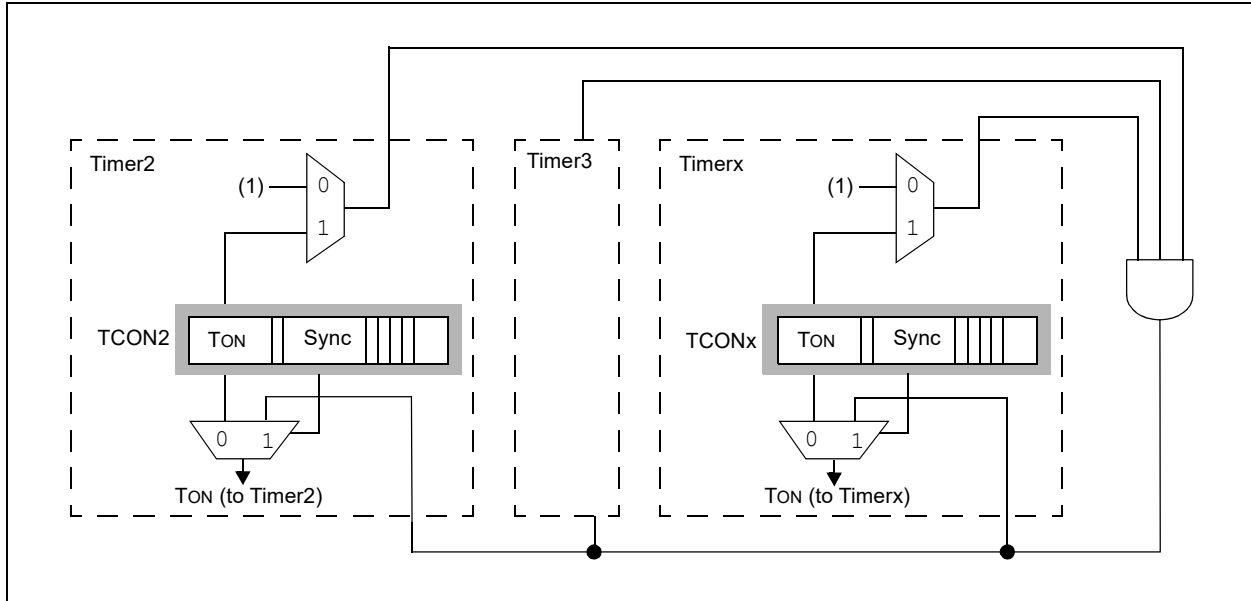 Timer2
Timer3
Timerx
(1)
0
1
(1)
0
1
TCON2
TON
Sync
TCONx
TON
Sync
0
1
0
1
TON (to Timer2)
TON (to Timerx)